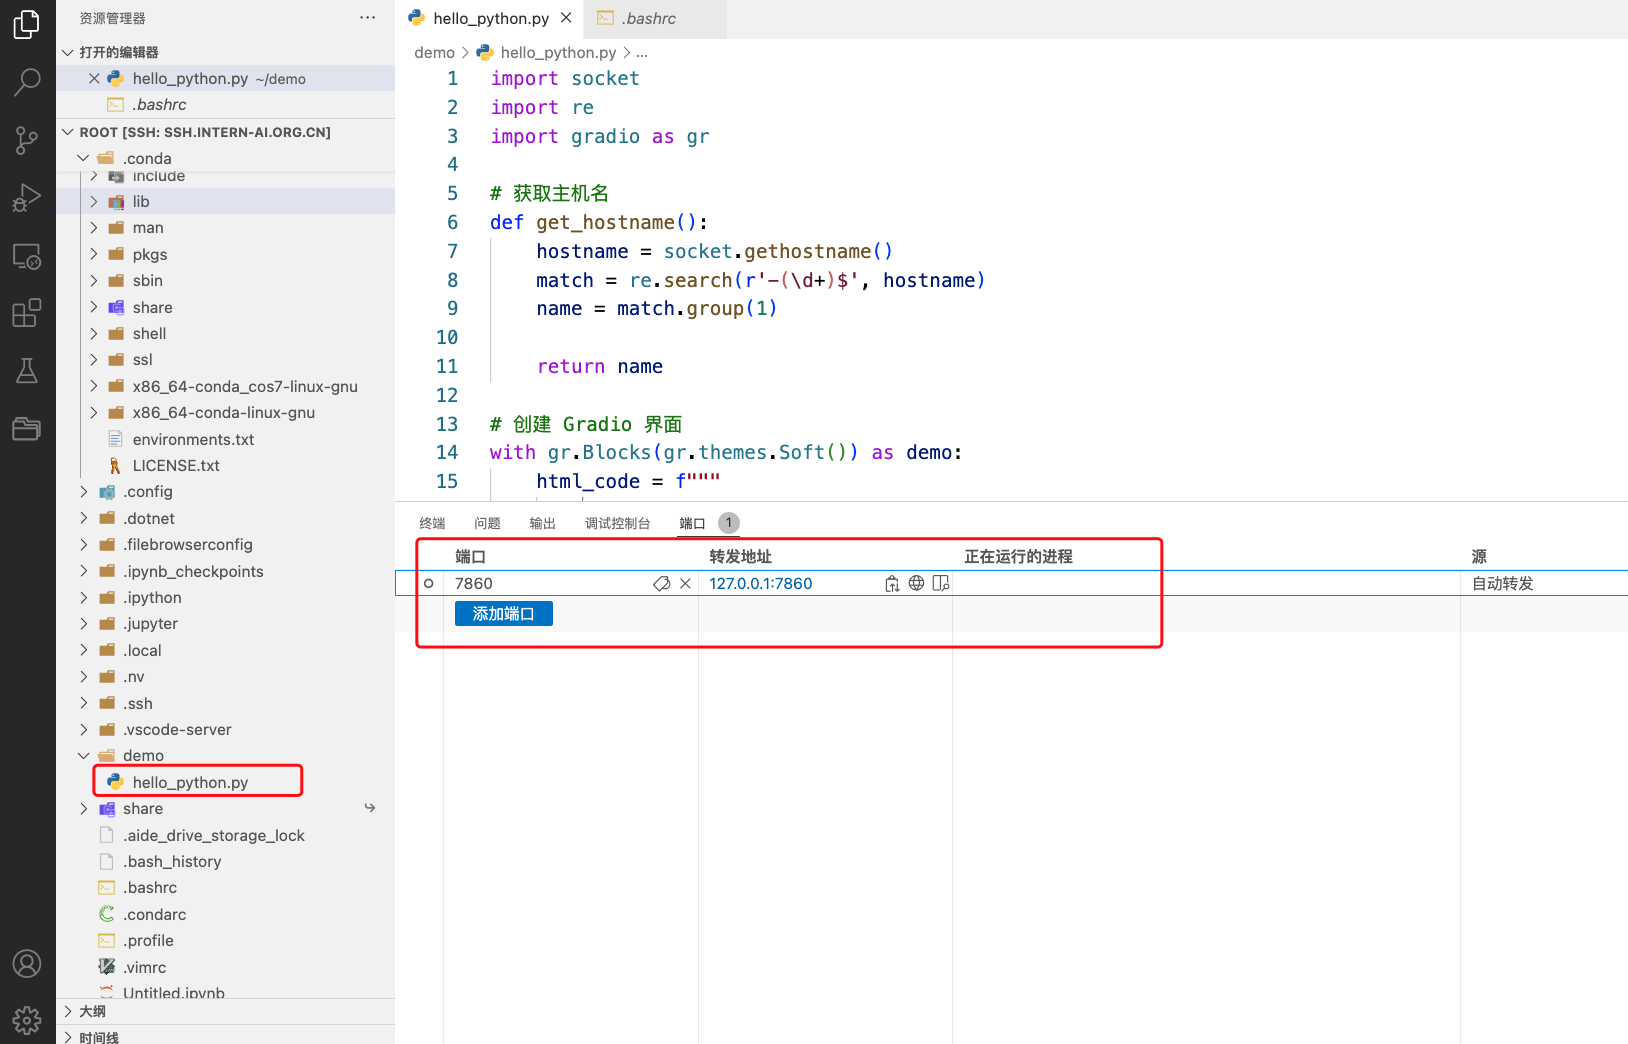 资源管理器
打开的编辑器
hello_python.py ~/demo
.bashrc
ROOT [SSH: SSH.INTERN-AI.ORG.CN]
.conda
include
lib
man
pkgs
sbin
share
shell
ssl
x86_64-conda_cos7-linux-gnu
x86_64-conda-linux-gnu
environments.txt
LICENSE.txt
.config
.dotnet
.filebrowserconfig
.ipynb_checkpoints
.ipython
.jupyter
.local
.nv
.ssh
.vscode-server
demo
hello_python.py
share
.aide_drive_storage_lock
.bash_history
.bashrc
.condarc
.profile
.vimrc
Untitled.ipynb
大纲
时间线
hello_python.py .bashrc
demo > hello_python.py > ...
1 import socket
2 import re
3 import gradio as gr
4
5 # 获取主机名
6 def get_hostname():
7 hostname = socket.gethostname()
8 match = re.search(r'-(\d+)$', hostname)
9 name = match.group(1)
10
11 return name
12
13 # 创建 Gradio 界面
14 with gr.Blocks(gr.themes.Soft()) as demo:
15 html_code = f"""
终端 问题 输出 调试控制台 端口 1
端口 转发地址 正在运行的进程 源
7860 127.0.0.1:7860 自动转发
添加端口